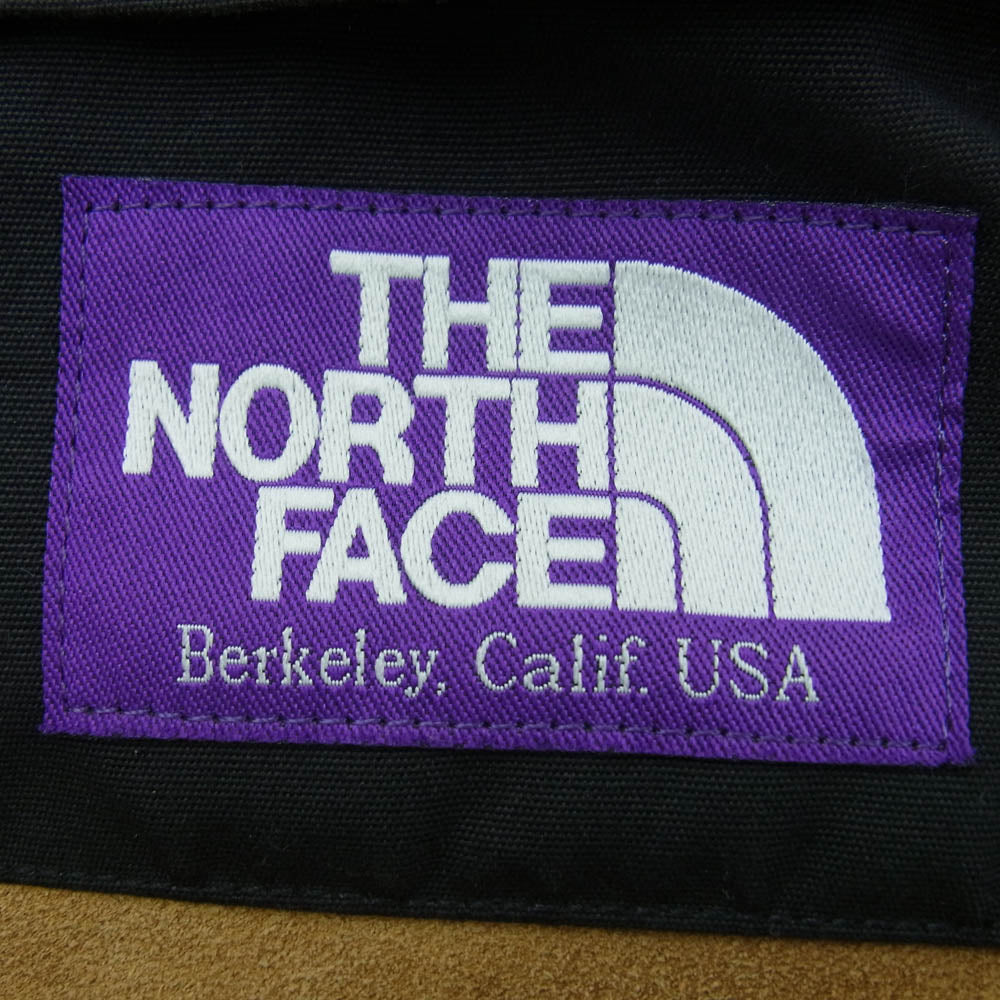 THE
NORTH
FACE
Berkeley, Calif. USA